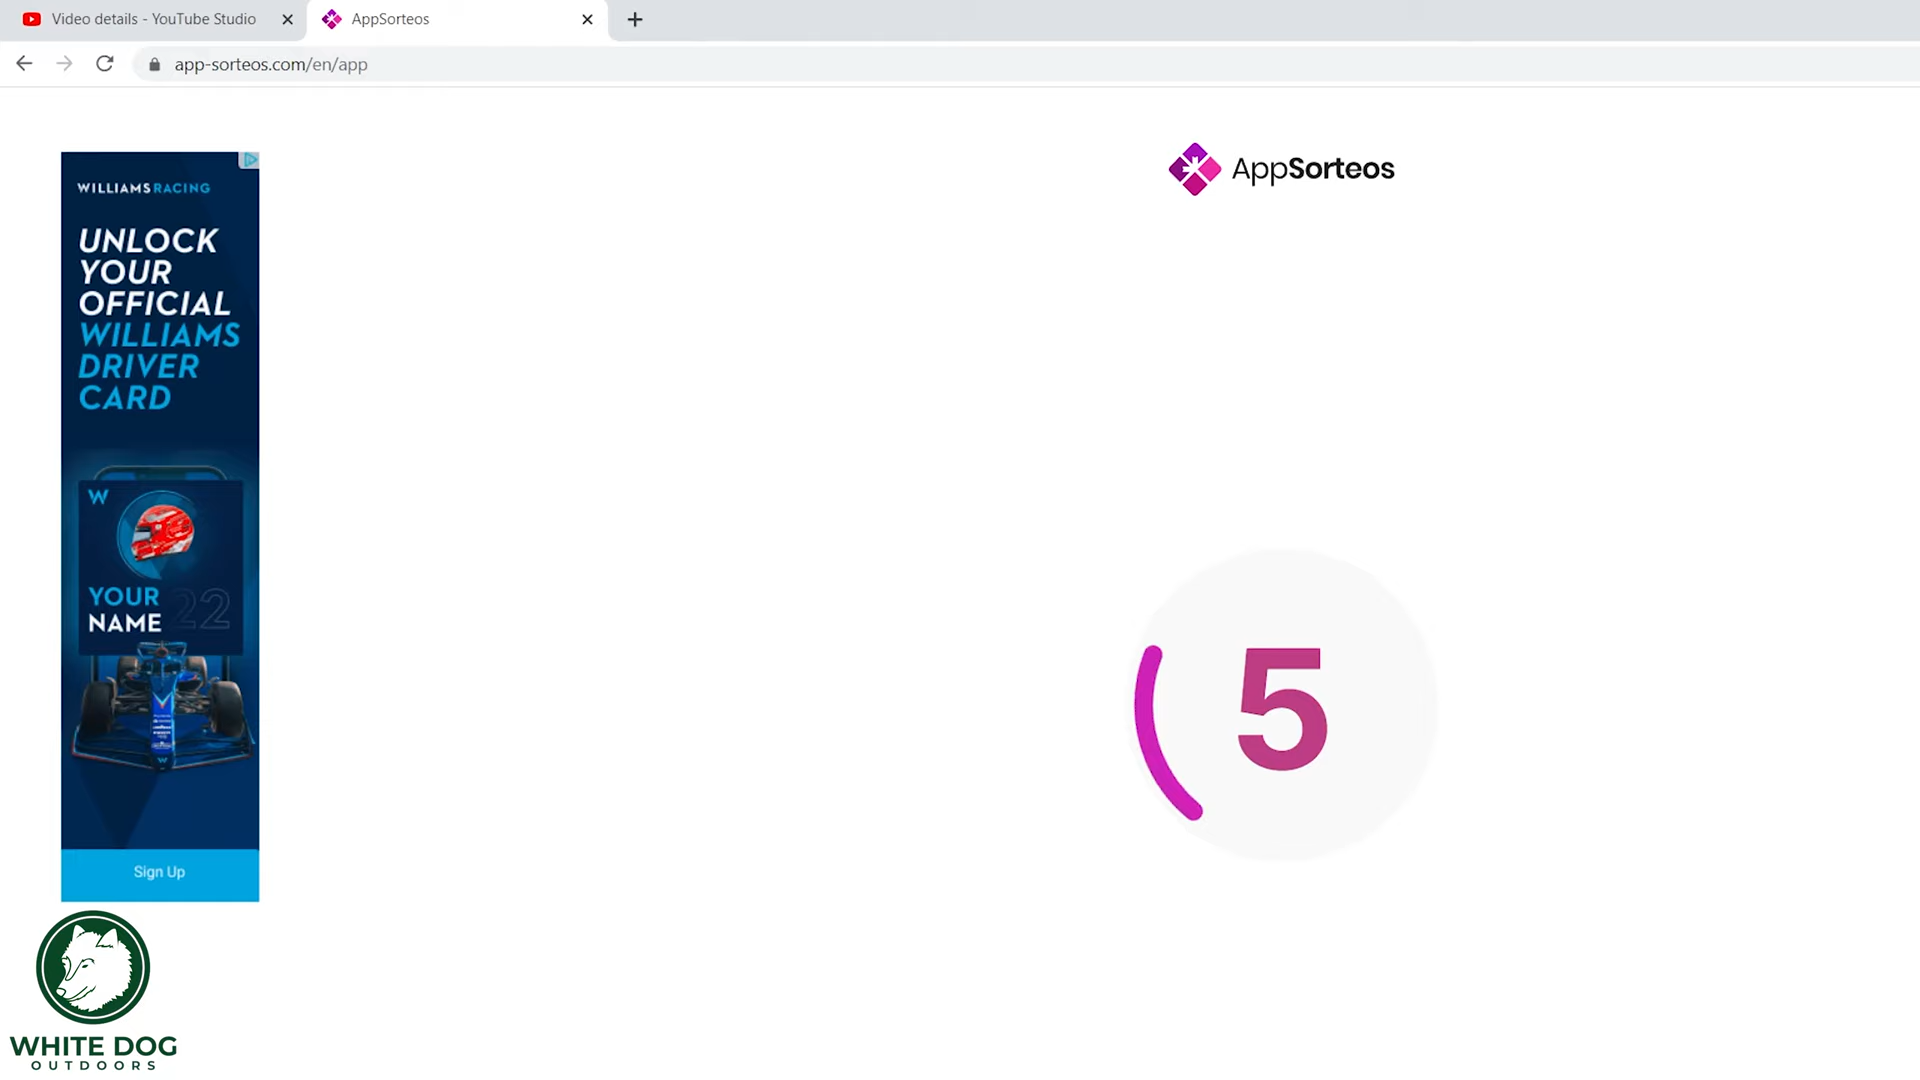 Video details - YouTube Studio
AppSorteos
app-sorteos.com/en/app
AppSorteos
WILLIAMS RACING
UNLOCK
YOUR
OFFICIAL
WILLIAMS
DRIVER
CARD
W
YOUR
NAME
22
5
Sign Up
WHITE DOG
OUTDOORS